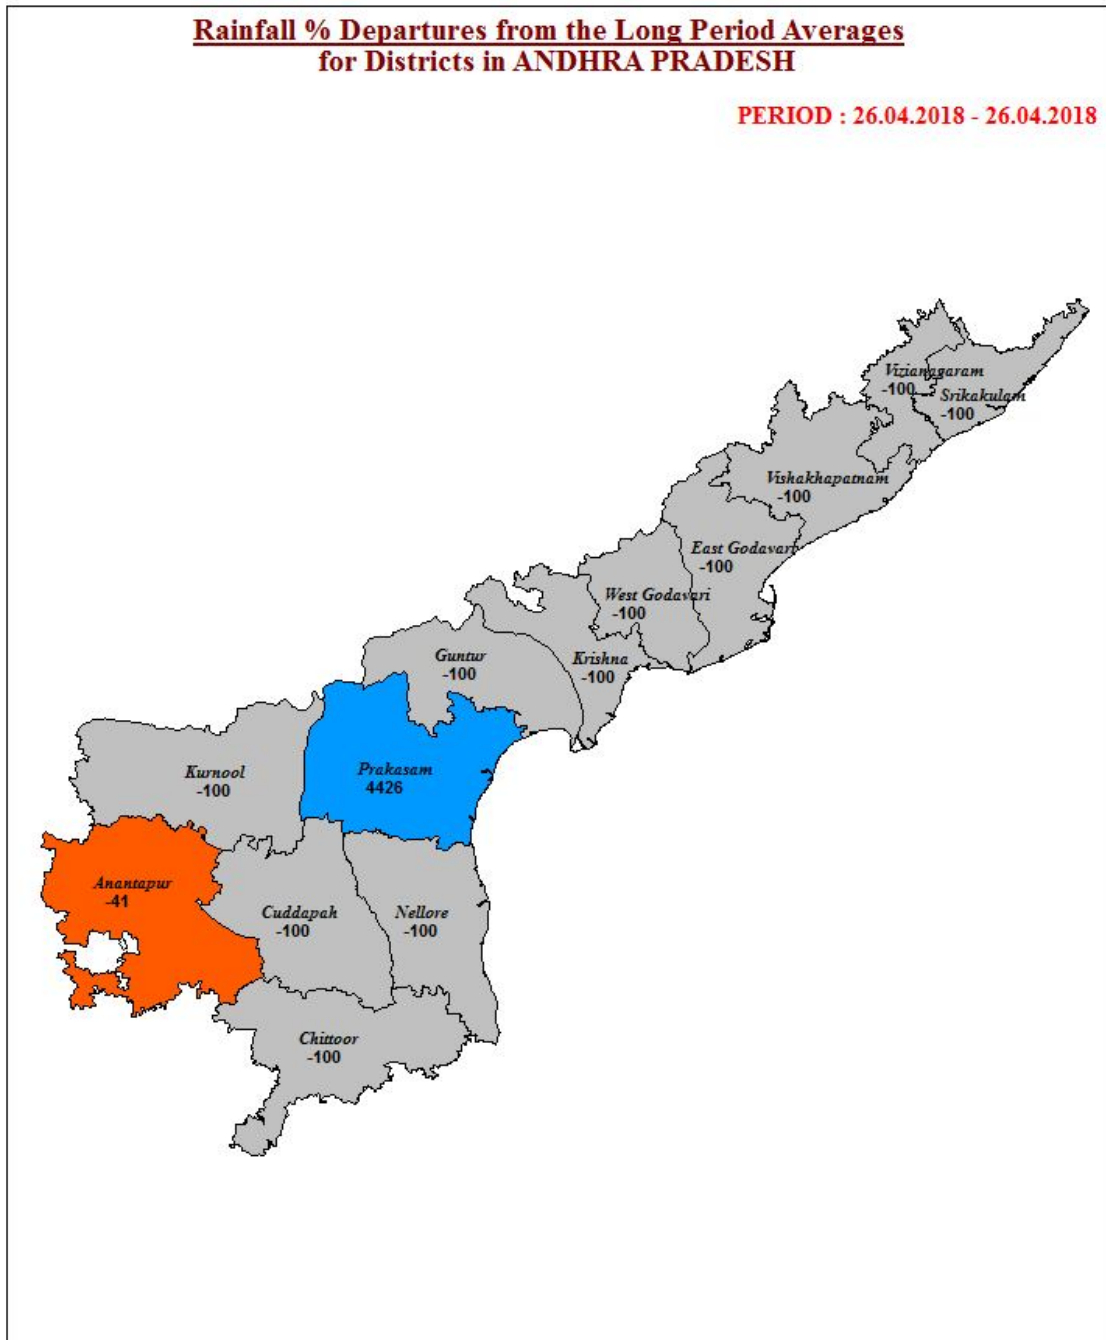 Rainfall % Departures from the Long Period Averages
for Districts in ANDHRA PRADESH
PERIOD : 26.04.2018 - 26.04.2018
Vizianagaram
-100
Srikakulam
-100
Vishakhapatnam
-100
East Godavari
-100
West Godavari
-100
Krishna
-100
Guntur
-100
Prakasam
4426
Kurnool
-100
Anantapur
-41
Cuddapah
-100
Nellore
-100
Chittoor
-100